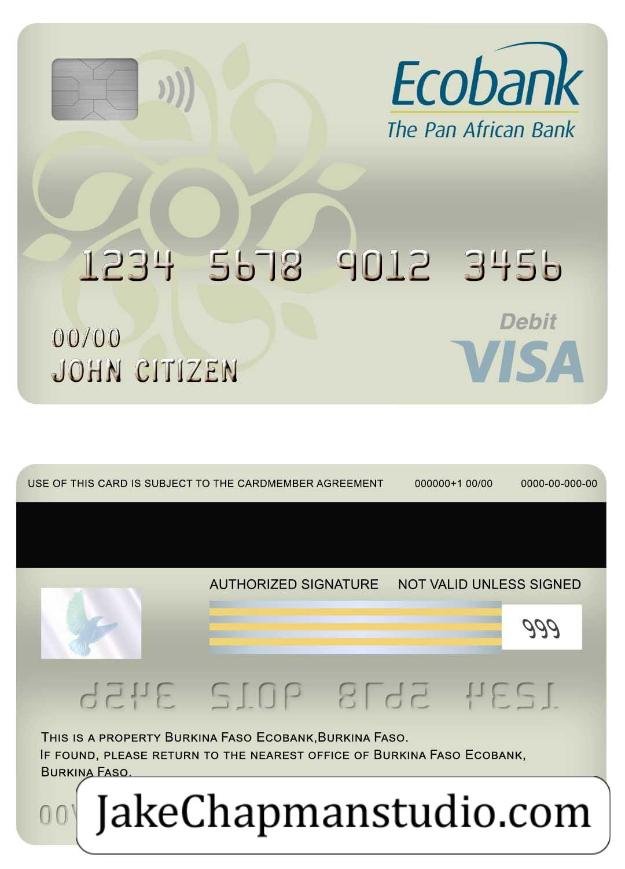 Ecobank
The Pan African Bank
1234 5678 9012 3456
00/00
JOHN CITIZEN
Debit
VISA
USE OF THIS CARD IS SUBJECT TO THE CARDMEMBER AGREEMENT 000000+1 00/00 0000-00-000-00
AUTHORIZED SIGNATURE NOT VALID UNLESS SIGNED
999
THIS IS A PROPERTY BURKINA FASO ECOBANK,BURKINA FASO.
IF FOUND, PLEASE RETURN TO THE NEAREST OFFICE OF BURKINA FASO ECOBANK,
BURKINA FASO.
JakeChapmanstudio.com